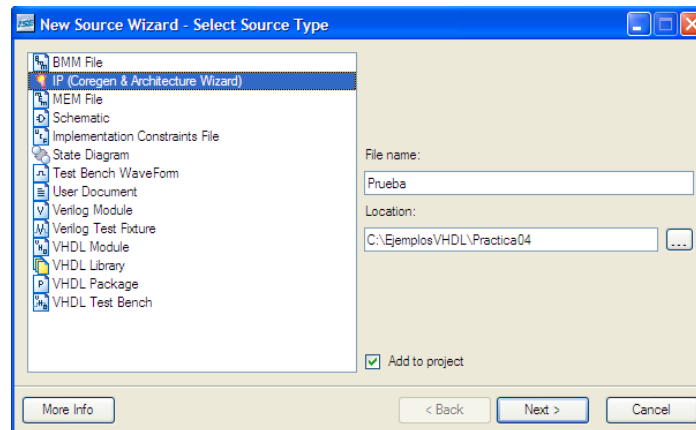 ISE New Source Wizard - Select Source Type
BMM File
IP (Coregen & Architecture Wizard)
MEM File
Schematic
Implementation Constraints File
State Diagram
Test Bench WaveForm
User Document
Verilog Module
Verilog Test Fixture
VHDL Module
VHDL Library
VHDL Package
VHDL Test Bench
File name:
Prueba
Location:
C:\EjemplosVHDL\Practica04
...
Add to project
More Info
< Back
Next >
Cancel